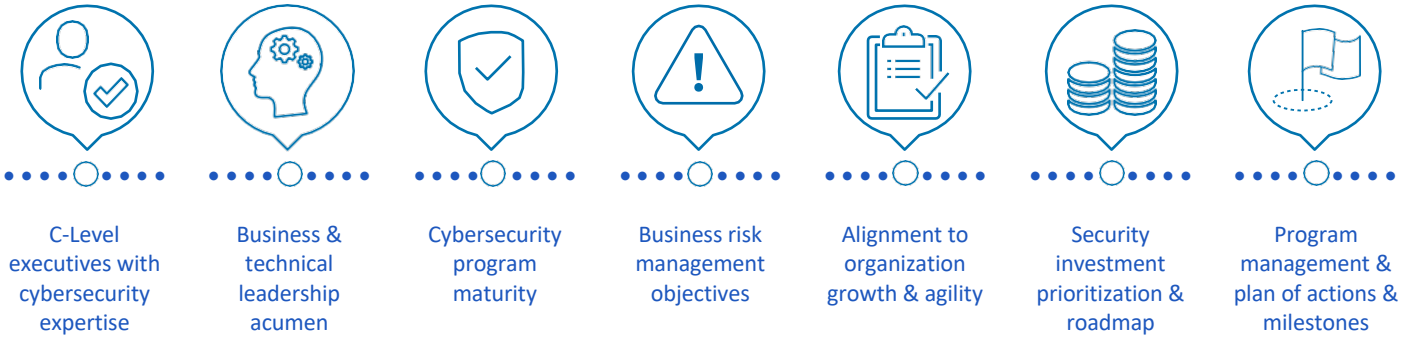 C-Level
executives with
cybersecurity
expertise
Business &
technical
leadership
acumen
Cybersecurity
program
maturity
Business risk
management
objectives
Alignment to
organization
growth & agility
Security
investment
prioritization &
roadmap
Program
management &
plan of actions &
milestones